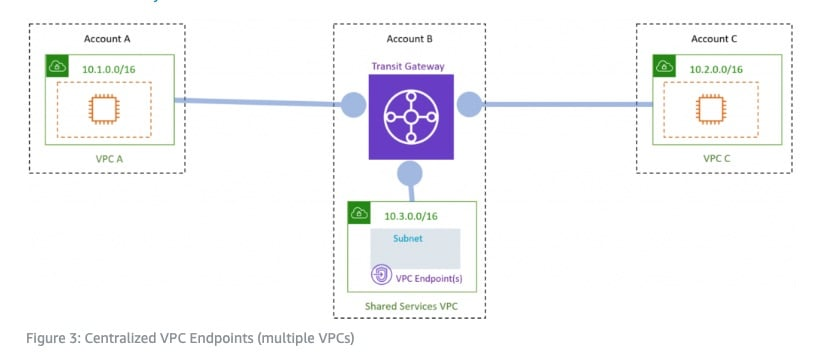 Account A
10.1.0.0/16
VPC A
Account B
Transit Gateway
10.3.0.0/16
Subnet
VPC Endpoint(s)
Shared Services VPC
Account C
10.2.0.0/16
VPC C
Figure 3: Centralized VPC Endpoints (multiple VPCs)